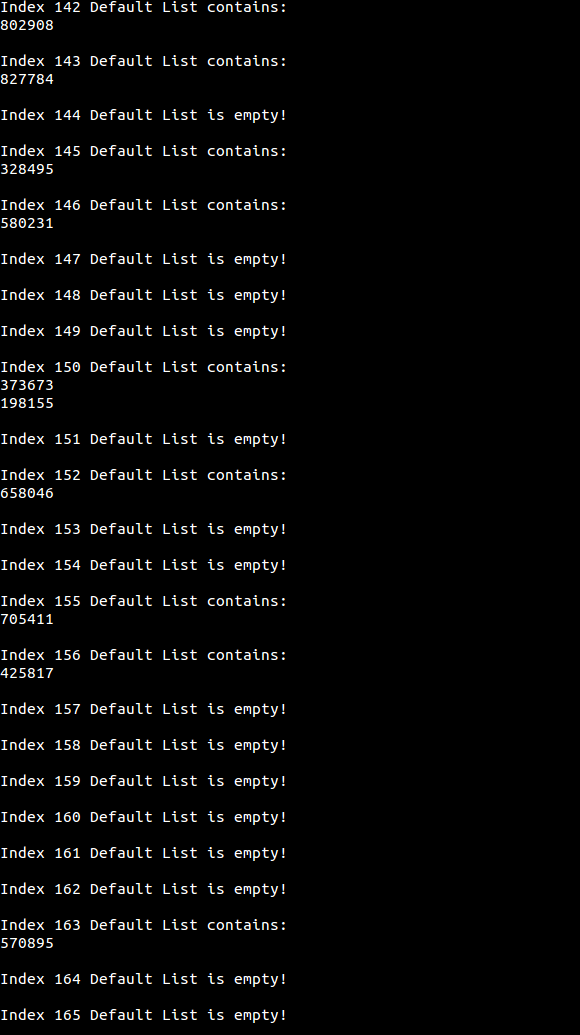 Index 142 Default List contains:
802908
Index 143 Default List contains:
827784
Index 144 Default List is empty!
Index 145 Default List contains:
328495
Index 146 Default List contains:
580231
Index 147 Default List is empty!
Index 148 Default List is empty!
Index 149 Default List is empty!
Index 150 Default List contains:
373673
198155
Index 151 Default List is empty!
Index 152 Default List contains:
658046
Index 153 Default List is empty!
Index 154 Default List is empty!
Index 155 Default List contains:
705411
Index 156 Default List contains:
425817
Index 157 Default List is empty!
Index 158 Default List is empty!
Index 159 Default List is empty!
Index 160 Default List is empty!
Index 161 Default List is empty!
Index 162 Default List is empty!
Index 163 Default List contains:
570895
Index 164 Default List is empty!
Index 165 Default List is empty!